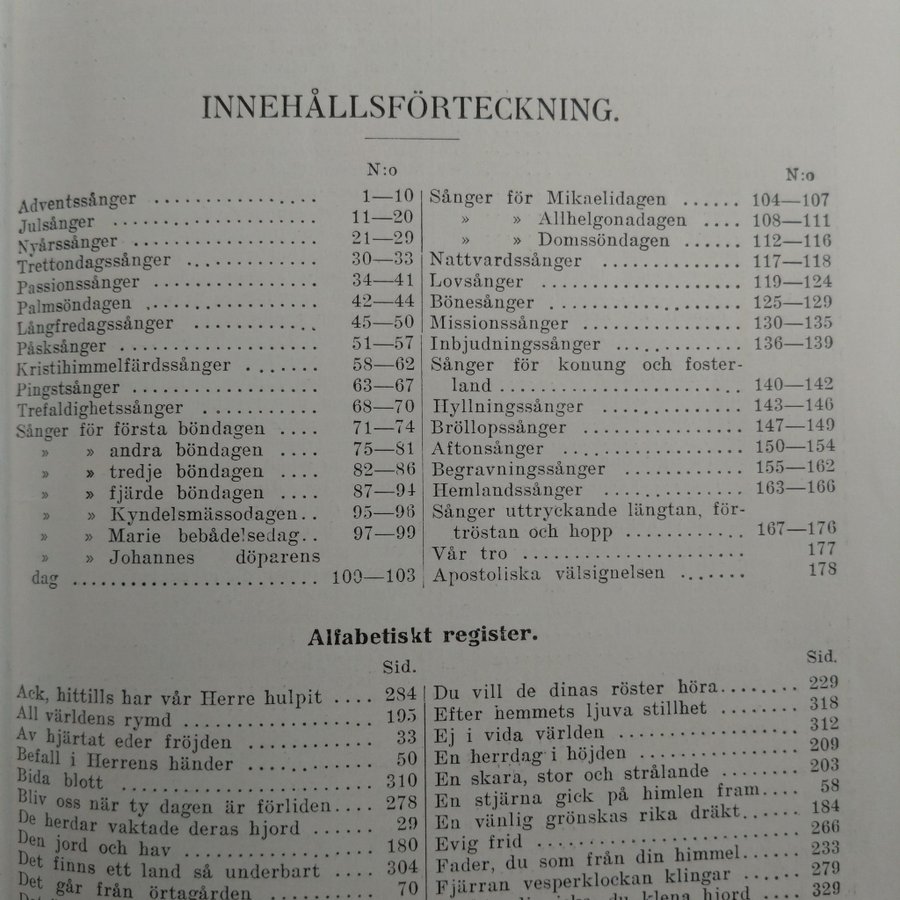 INNEHÅLLSFÖRTECKNING.
N:o
Adventssånger ................ 1—10
Julsånger .................... 11—20
Nyårssånger .................. 21—29
Trettondagssånger ............ 30—33
Passionssånger ............... 34—41
Palmsöndagen ................. 42—44
Långfredagssånger ............ 45—50
Påsksånger ................... 51—57
Kristihimmelfärdssånger ....... 58—62
Pingstsånger ................. 63—67
Trefaldighetssånger .......... 68—70
Sånger för första böndagen .... 71—74
» » andra böndagen .... 75—81
» » tredje böndagen .... 82—86
» » fjärde böndagen .... 87—94
» » Kyndelsmässodagen.. 95—96
» » Marie bebådelsedag.. 97—99
» » Johannes döparens
dag ....................... 100—103
N:o
Sånger för Mikaelidagen ...... 104—107
» » Allhelgonadagen .... 108—111
» » Domssöndagen ...... 112—116
Nattvardssånger ............. 117—118
Lovsånger .................. 119—124
Bönesånger ................. 125—129
Missionssånger .............. 130—135
Inbjudningssånger ............ 136—139
Sånger för konung och foster-
land ....................... 140—142
Hyllningssånger ............. 143—146
Bröllopssånger .............. 147—149
Aftonsånger ................ 150—154
Begravningssånger ........... 155—162
Hemlandssånger ............. 163—166
Sånger uttryckande längtan, för-
tröstan och hopp ........... 167—176
Vår tro .................... 177
Apostoliska välsignelsen ....... 178
Alfabetiskt register.
Sid.
Ack, hittills har vår Herre hulpit .... 284
All världens rymd ................ 195
Av hjärtat eder fröjden ............ 33
Befall i Herrens händer ............ 50
Bida blott ....................... 310
Bliv oss när ty dagen är förliden.... 278
De herdar vaktade deras hjord ...... 29
Den jord och hav ................. 180
Det finns ett land så underbart .... 304
Det går från örtagården .......... 70
Sid.
Du vill de dinas röster höra........ 229
Efter hemmets ljuva stillhet ........ 318
Ej i vida världen ................ 312
En herrdag i höjden .............. 209
En skara, stor och strålande ........ 203
En stjärna gick på himlen fram.... 58
En vänlig grönskas rika dräkt...... 184
Evig frid ........................ 266
Fader, du som från din himmel...... 233
Fjärran vesperklockan klingar ...... 279
du klena hjord .... 329